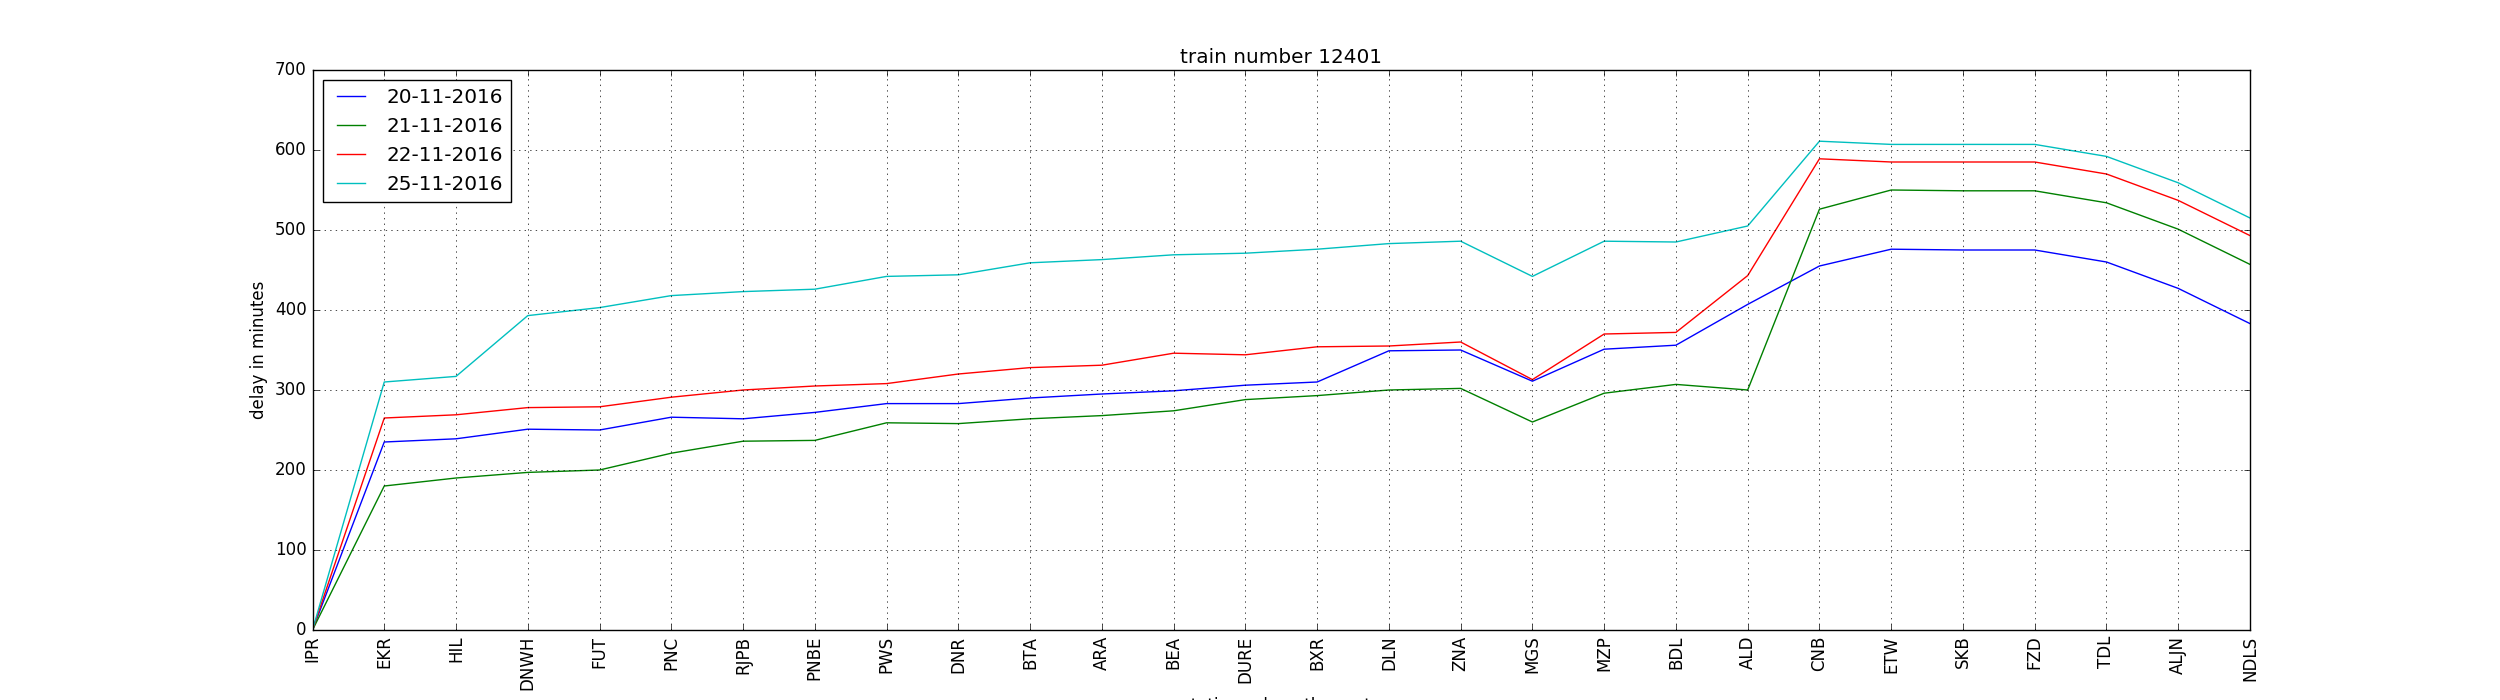 train number 12401
700
600
500
400
300
200
100
0
delay in minutes
20-11-2016
21-11-2016
22-11-2016
25-11-2016
IPR
EKR
HIL
DNWH
FUT
PNC
RJPB
PNBE
PWS
DNR
BTA
ARA
BEA
DURE
BXR
DLN
ZNA
MGS
MZP
BDL
ALD
CNB
ETW
SKB
FZD
TDL
ALJN
NDLS